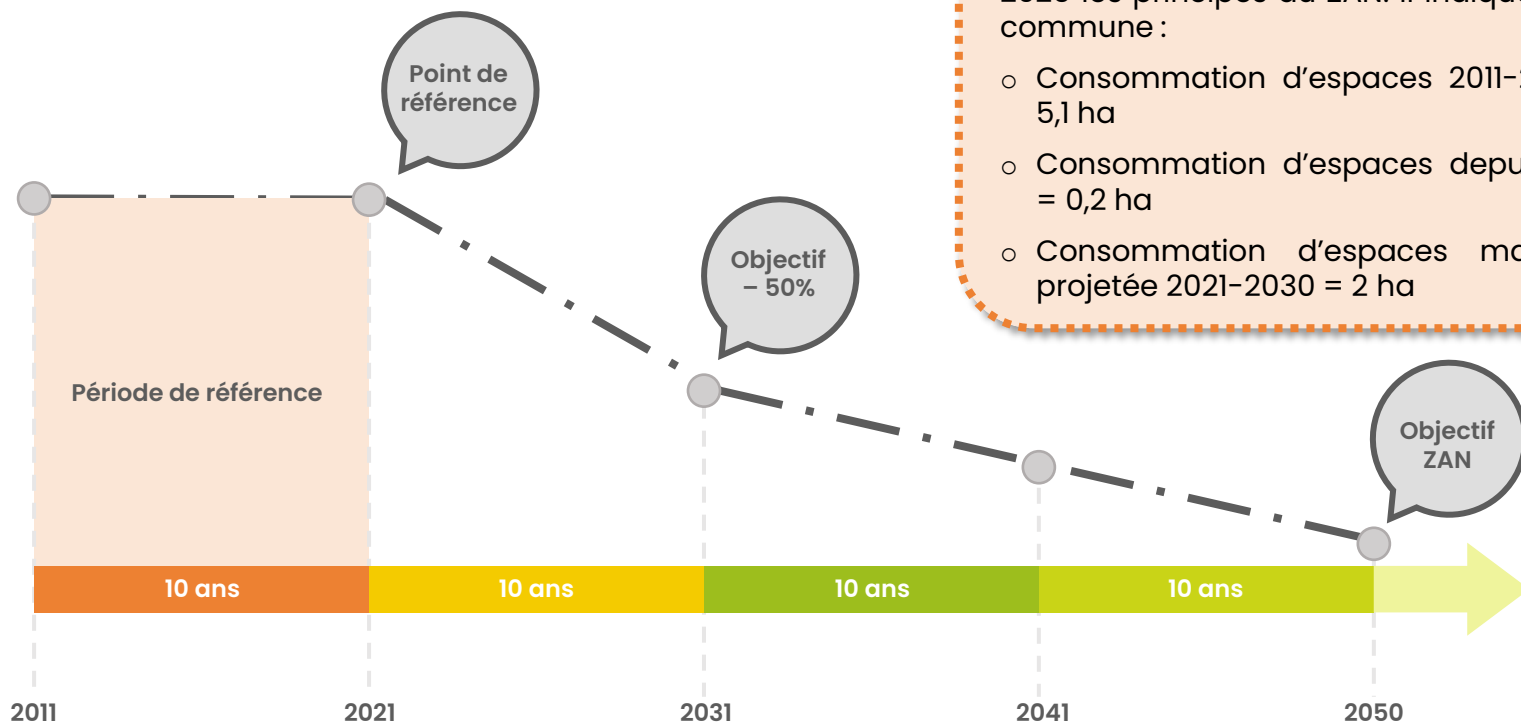 commune :
o Consommation d’espaces 2011-
5,1 ha
o Consommation d’espaces
= 0,2 ha
o Consommation d’espaces
projetée 2021-2030 = 2 ha
Point de
référence
Objectif
– 50%
Objectif
ZAN
Période de référence
10 ans
10 ans
10 ans
10 ans
2011
2021
2031
2041
2050